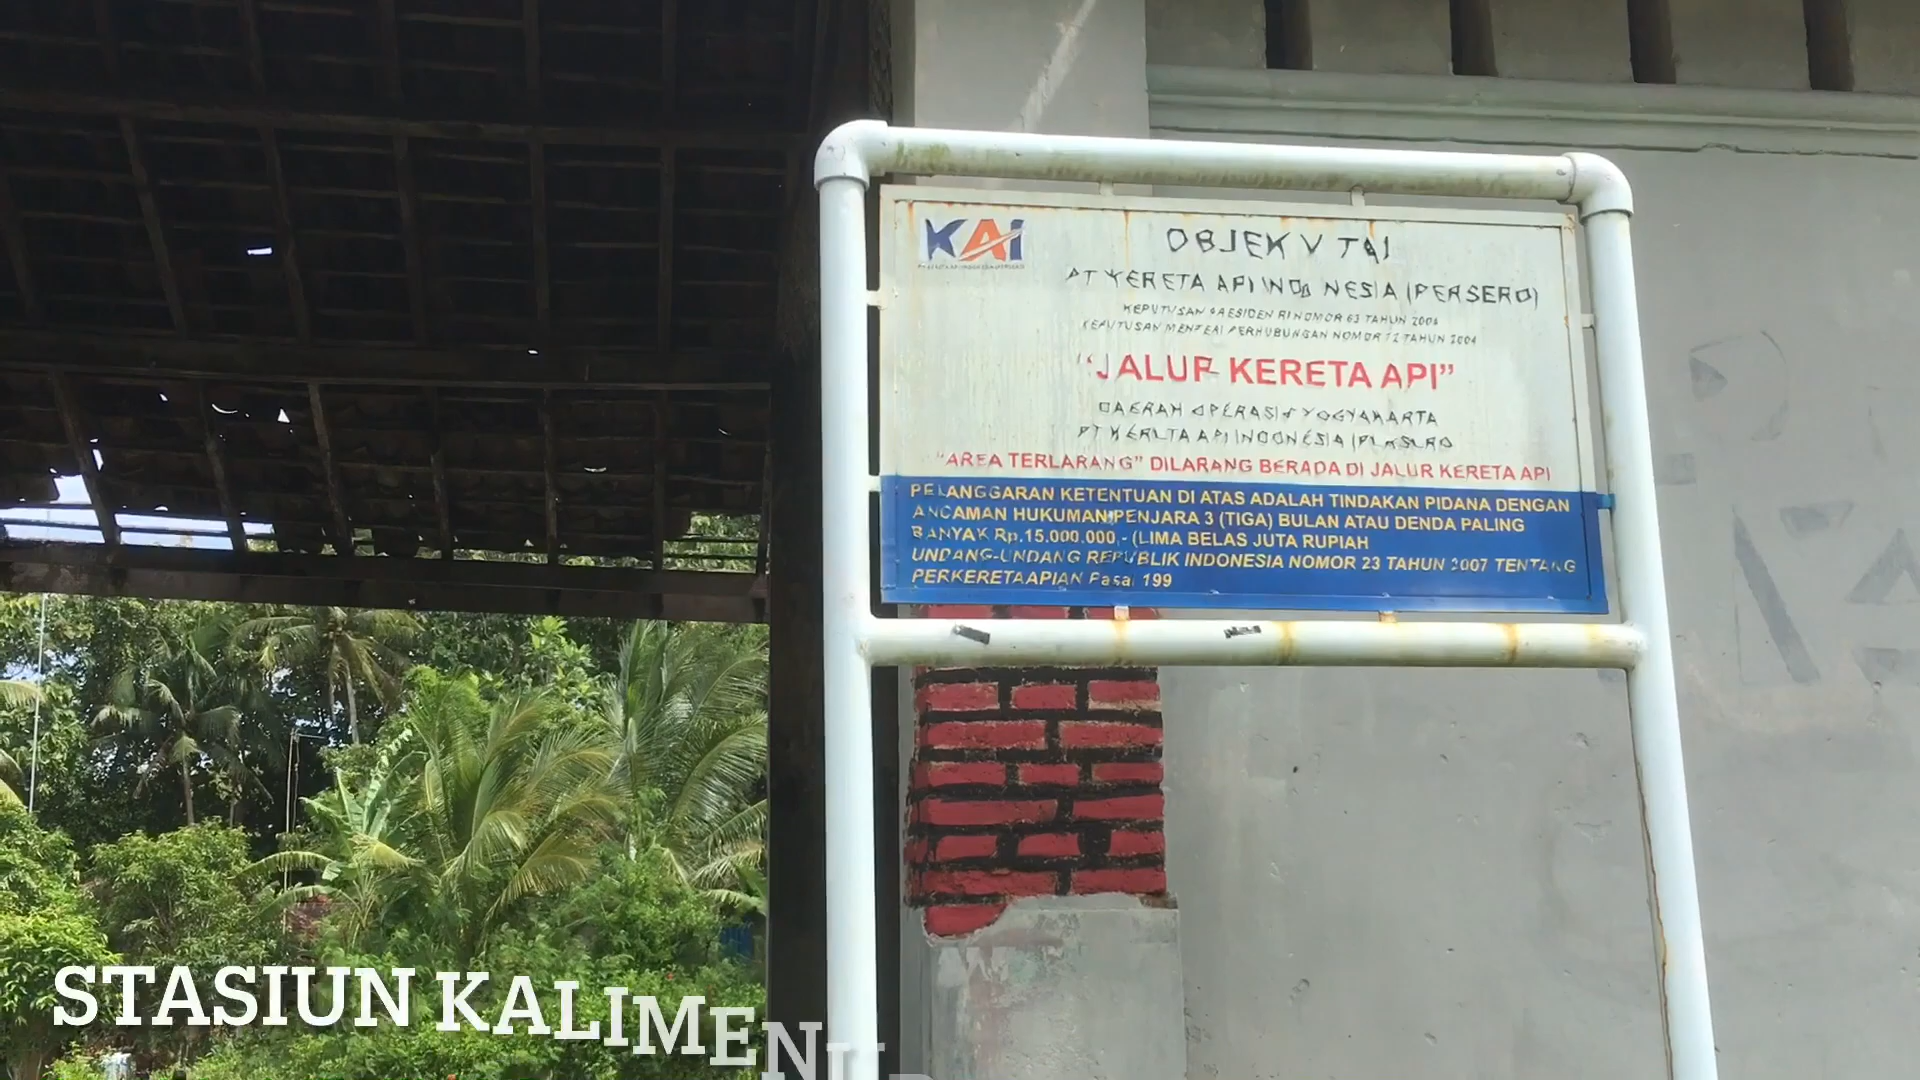 KAI
OBJEK V TAL
PT KERETA API INDONESIA (PERSERO)
KEPUTUSAN PRESIDEN RI NOMOR 63 TAHUN 2004
KEPUTUSAN MENTERI PERHUBUNGAN NOMOR 72 TAHUN 2004
"JALUR KERETA API"
DAERAH OPERASI 6 YOGYAKARTA
PT KERETA API INDONESIA (PERSERO
"AREA TERLARANG" DILARANG BERADA DI JALUR KERETA API
PELANGGARAN KETENTUAN DI ATAS ADALAH TINDAKAN PIDANA DENGAN
ANCAMAN HUKUMAN PENJARA 3 (TIGA) BULAN ATAU DENDA PALING
BANYAK Rp.15.000.000,- (LIMA BELAS JUTA RUPIAH
UNDANG-UNDANG REPUBLIK INDONESIA NOMOR 23 TAHUN 2007 TENTANG
PERKERETAAPIAN Pasal 199
STASIUN KALIMENU